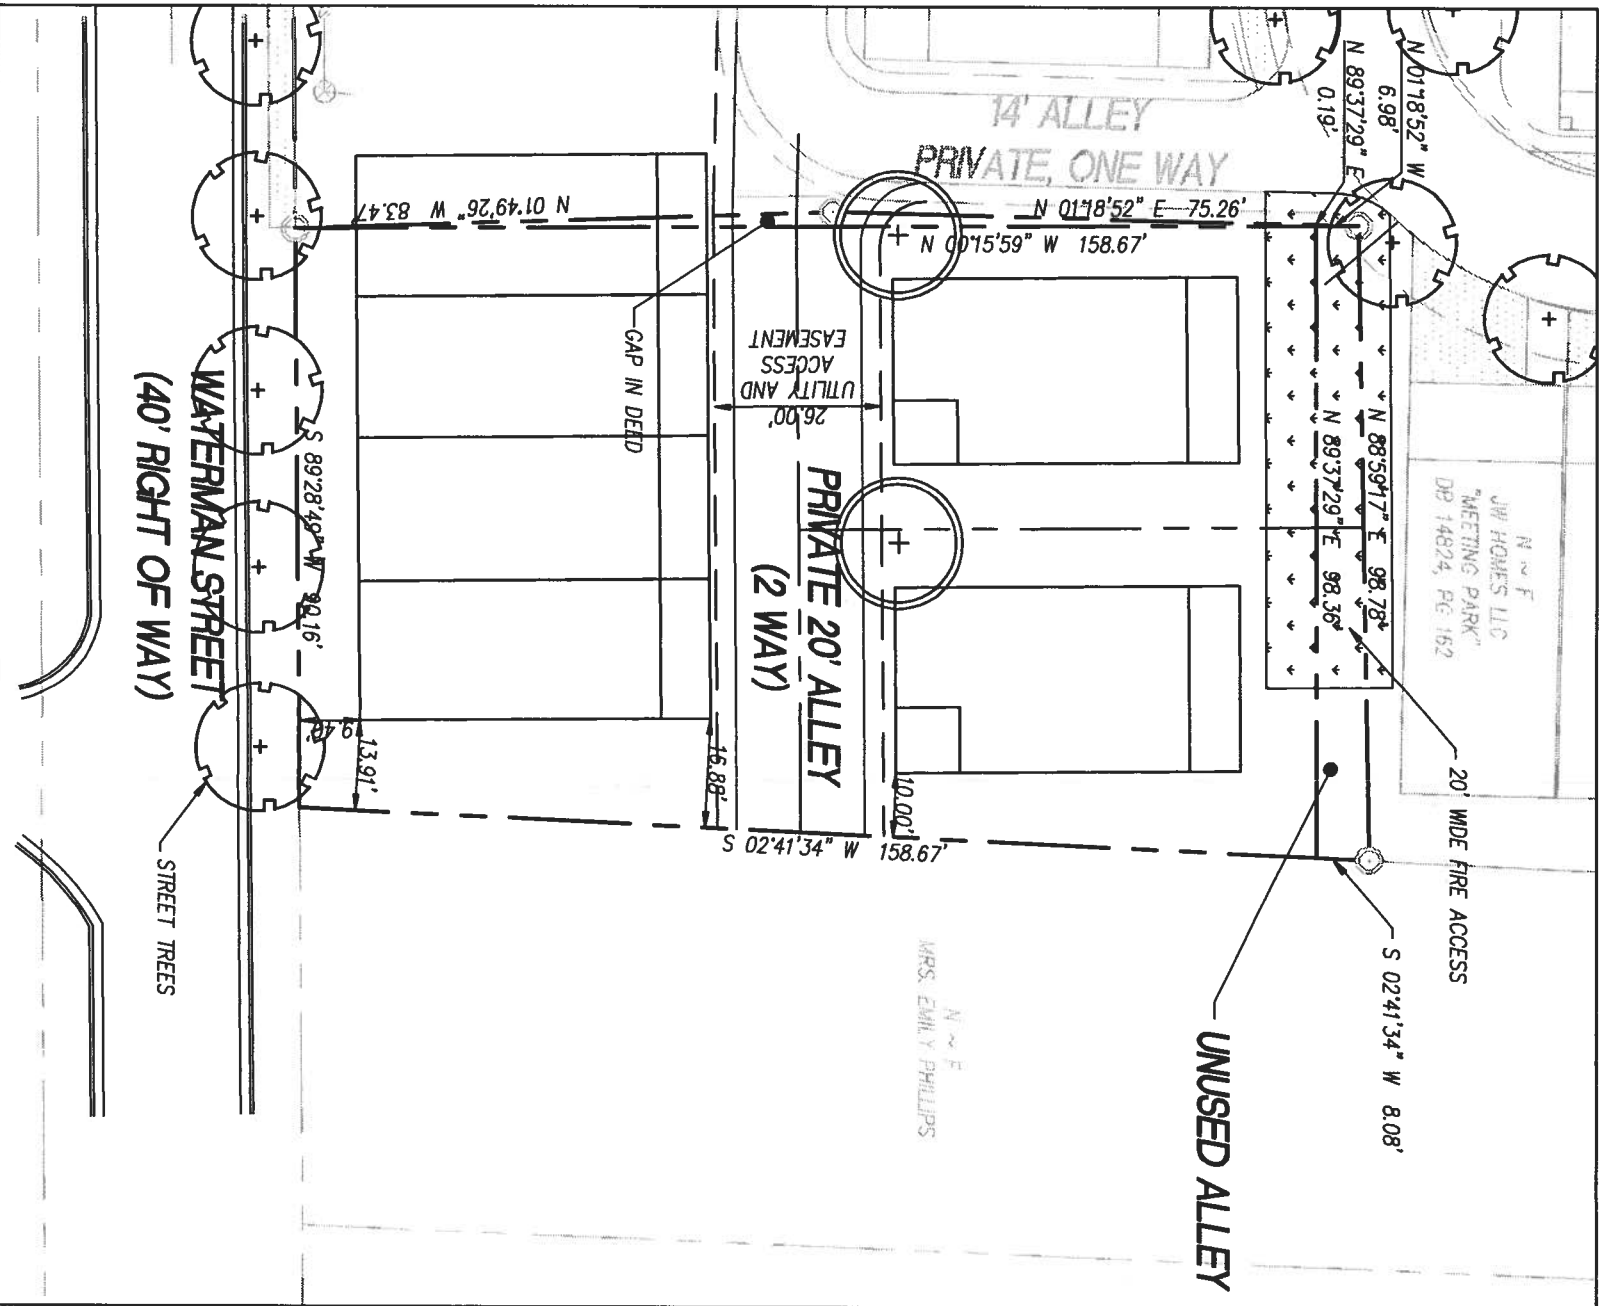 N 01°18'52" W
6.98'
N 89°37'29" E
0.19'
14' ALLEY
PRIVATE, ONE WAY
N 01°18'52" E 75.26'
N 00°15'59" W 158.67'
N 01°49'26" W 83.47'
GAP IN DEED
26.00'
UTILITY AND
ACCESS
EASEMENT
N 88°59'17" E 98.78'
N 89°37'29" E 98.36'
N ~ F
JW HOMES LLC
"MEETING PARK"
DB 14824, PG 162
PRIVATE 20' ALLEY
(2 WAY)
WATERMAN STREET
(40' RIGHT OF WAY)
S 89°28'49" W 90.16'
9.40'
13.91'
16.88'
10.00'
S 02°41'34" W 158.67'
20' WIDE FIRE ACCESS
S 02°41'34" W 8.08'
UNUSED ALLEY
STREET TREES
N ~ F
MRS. EMILY PHILLIPS